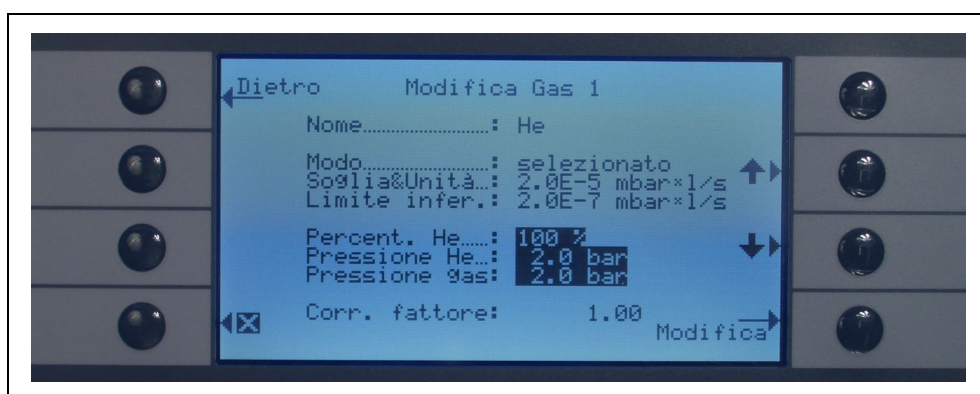 Dietro Modifica Gas 1
Nome......................: He
Modo......................: selezionato
Soglia&Unità..: 2.0E-5 mbar×l/s
Limite infer.: 2.0E-7 mbar×l/s
Percent. He.....: 100 %
Pressione He...: 2.0 bar
Pressione gas: 2.0 bar
Corr. fattore: 1.00
Modifica